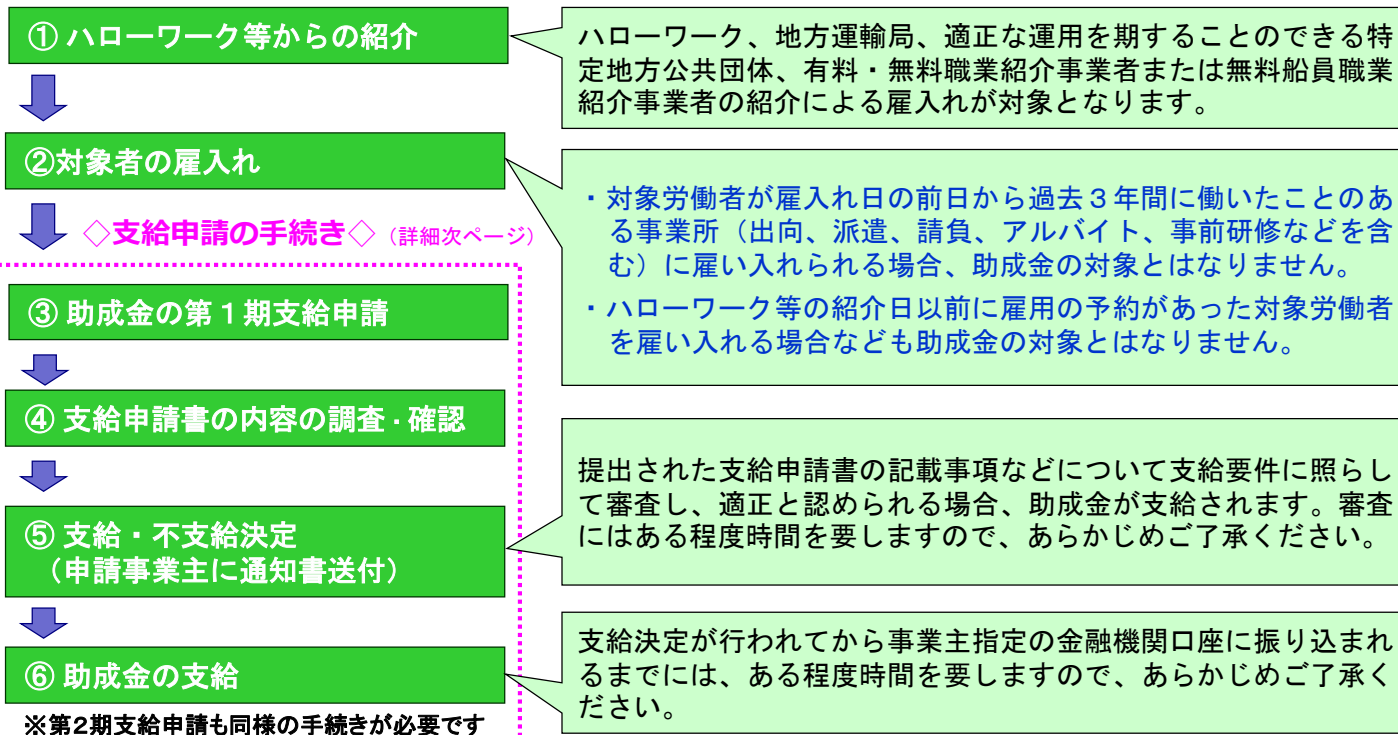 ① ハローワーク等からの紹介
ハローワーク、地方運輸局、適正な運用を期することのできる特
定地方公共団体、有料・無料職業紹介事業者または無料船員職業
紹介事業者の紹介による雇入れが対象となります。
②対象者の雇入れ
・対象労働者が雇入れ日の前日から過去３年間に働いたことのあ
る事業所（出向、派遣、請負、アルバイト、事前研修などを含
む）に雇い入れられる場合、助成金の対象とはなりません。
・ハローワーク等の紹介日以前に雇用の予約があった対象労働者
を雇い入れる場合なども助成金の対象とはなりません。
◇支給申請の手続き◇（詳細次ページ）
③ 助成金の第１期支給申請
④ 支給申請書の内容の調査・確認
⑤ 支給・不支給決定
（申請事業主に通知書送付）
提出された支給申請書の記載事項などについて支給要件に照らし
て審査し、適正と認められる場合、助成金が支給されます。審査
にはある程度時間を要しますので、あらかじめご了承ください。
⑥ 助成金の支給
支給決定が行われてから事業主指定の金融機関口座に振り込まれ
るまでには、ある程度時間を要しますので、あらかじめご了承く
ださい。
※第2期支給申請も同様の手続きが必要です